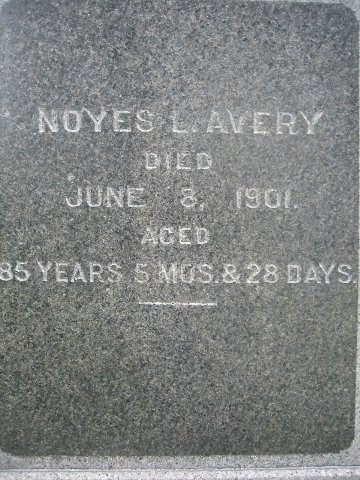 NOYES L. AVERY
DIED
JUNE 8, 1901.
AGED
85 YEARS 5 MOS. & 28 DAYS.